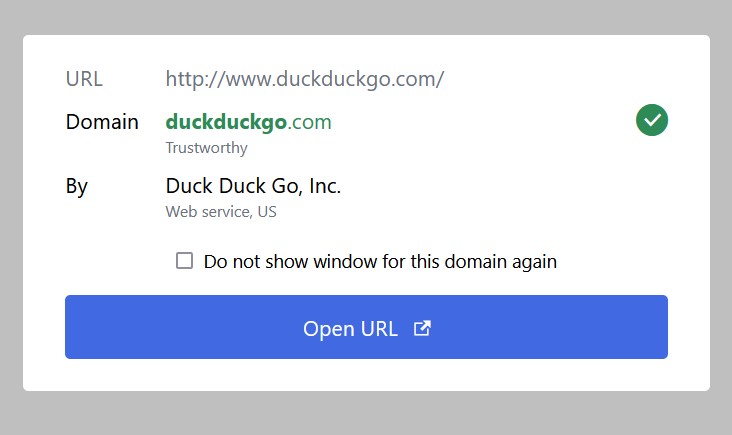 URL http://www.duckduckgo.com/
Domain duckduckgo.com
Trustworthy
By Duck Duck Go, Inc.
Web service, US
Do not show window for this domain again
Open URL